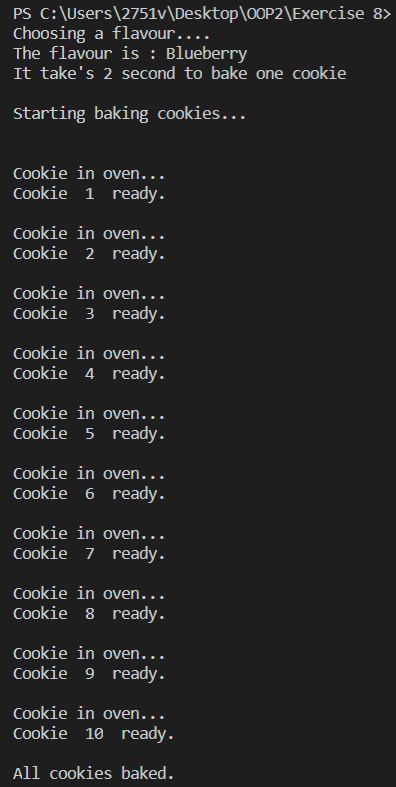 PS C:\Users\2751v\Desktop\OOP2\Exercise 8>
Choosing a flavour....
The flavour is : Blueberry
It take's 2 second to bake one cookie
Starting baking cookies...
Cookie in oven...
Cookie  1  ready.
Cookie in oven...
Cookie  2  ready.
Cookie in oven...
Cookie  3  ready.
Cookie in oven...
Cookie  4  ready.
Cookie in oven...
Cookie  5  ready.
Cookie in oven...
Cookie  6  ready.
Cookie in oven...
Cookie  7  ready.
Cookie in oven...
Cookie  8  ready.
Cookie in oven...
Cookie  9  ready.
Cookie in oven...
Cookie  10  ready.
All cookies baked.